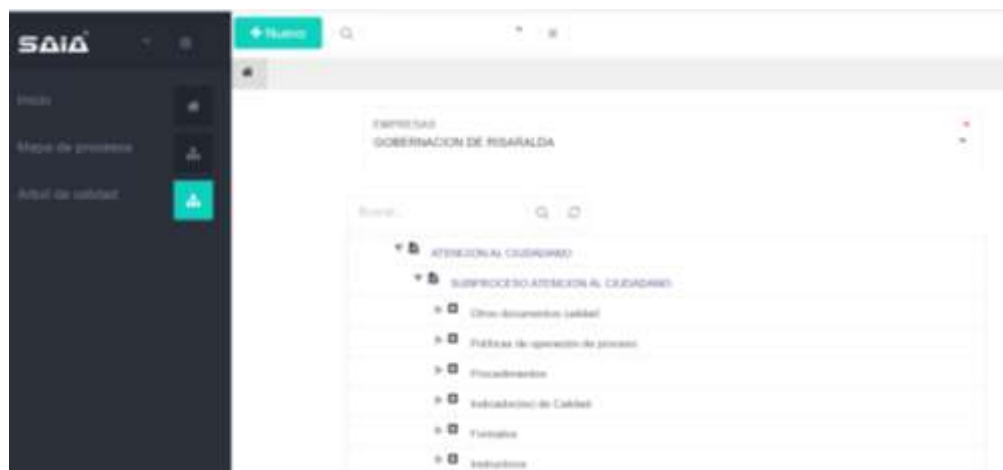 SAIA
+ Nuevo
Inicio
Mapa de procesos
Arbol de calidad
EMPRESAS
GOBERNACION DE RISARALDA
Buscar...
ATENCION AL CIUDADANO
SUBPROCESO ATENCION AL CIUDADANO
Otros documentos calidad
Políticas de operación de proceso
Procedimientos
Indicador(es) de Calidad
Formatos
Instructivos